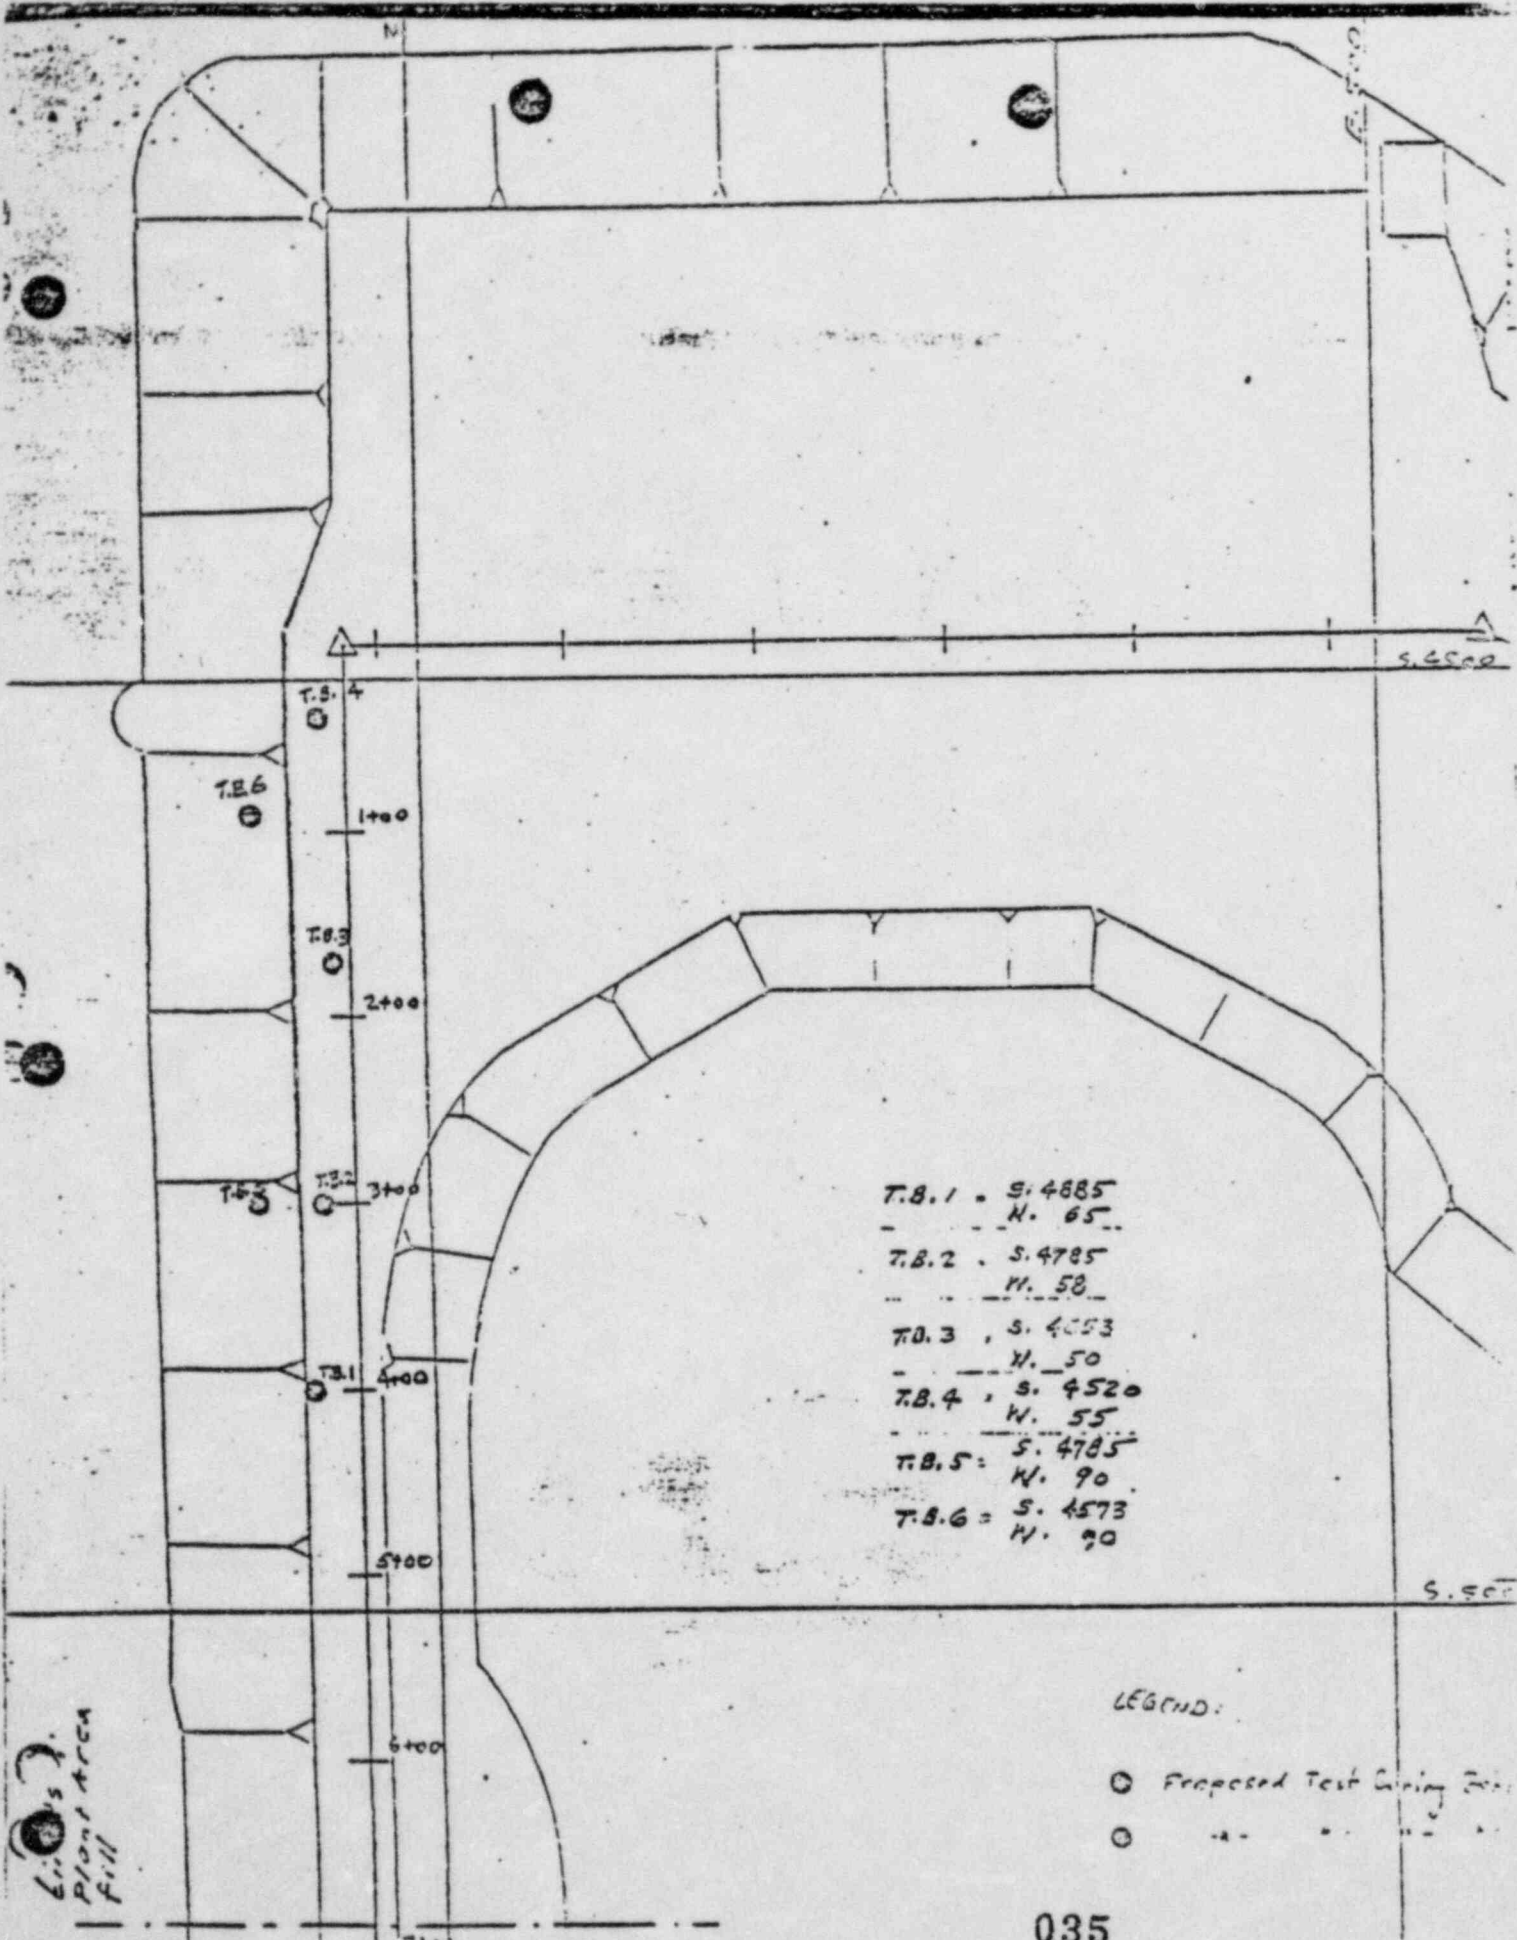 N
S.4500
T.B.4
T.B.6
1+00
T.B.3
2+00
T.B.2
3+00
T.B.1
4+00
T.B.1 = S. 4885
W. 65
T.B.2 . S. 4785
W. 58
T.B.3 , S.
W. 50
T.B.4 , S. 4520
W. 55
T.B.5 = S. 4785
W. 90
T.B.6 = S. 4573
W. 90
5+00
6+00
Plant Area
Fill
LEGEND:
Proposed Test Boring
035